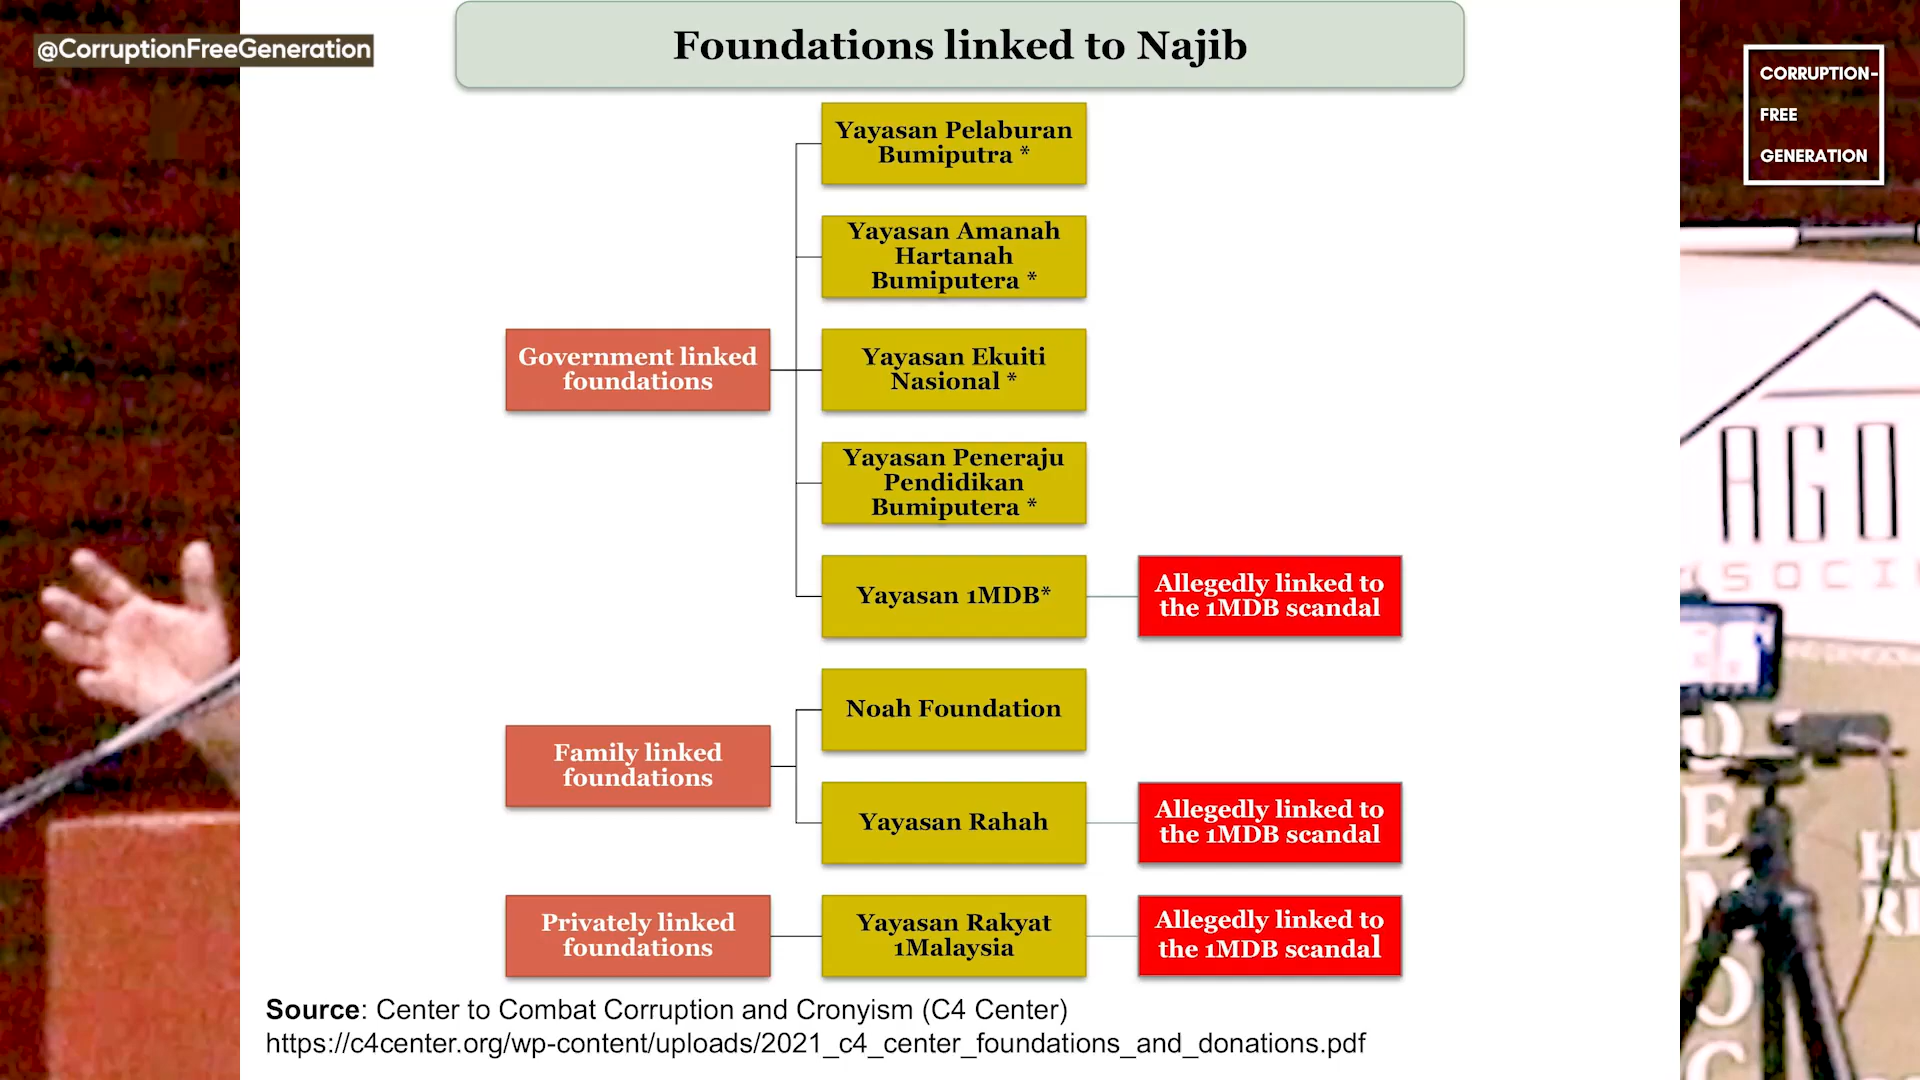 @CorruptionFreeGeneration
Foundations linked to Najib
CORRUPTION-
FREE
GENERATION
Yayasan Pelaburan
Bumiputra *
Yayasan Amanah
Hartanah
Bumiputera *
Government linked
foundations
Yayasan Ekuiti
Nasional *
Yayasan Peneraju
Pendidikan
Bumiputera *
Yayasan 1MDB*
Allegedly linked to
the 1MDB scandal
Family linked
foundations
Noah Foundation
Yayasan Rahah
Allegedly linked to
the 1MDB scandal
Privately linked
foundations
Yayasan Rakyat
1Malaysia
Allegedly linked to
the 1MDB scandal
Source: Center to Combat Corruption and Cronyism (C4 Center)
https://c4center.org/wp-content/uploads/2021_c4_center_foundations_and_donations.pdf